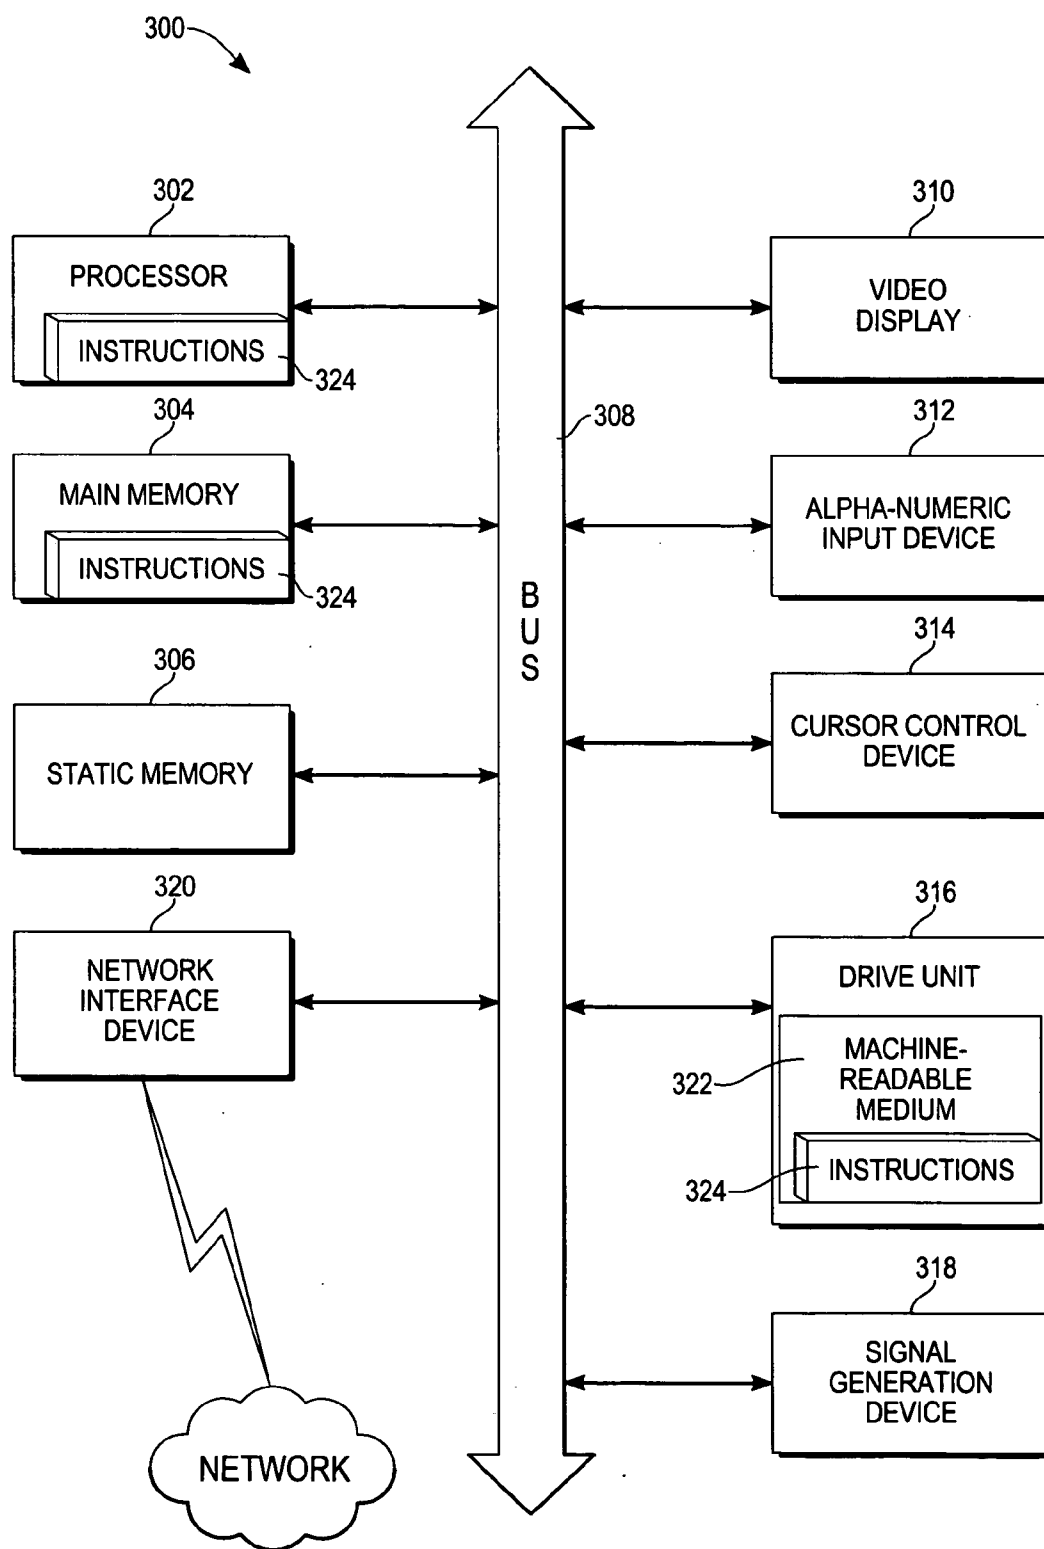 300
302
PROCESSOR
INSTRUCTIONS
324
304
MAIN MEMORY
INSTRUCTIONS
324
306
STATIC MEMORY
320
NETWORK
INTERFACE
DEVICE
NETWORK
308
BUS
310
VIDEO
DISPLAY
312
ALPHA-NUMERIC
INPUT DEVICE
314
CURSOR CONTROL
DEVICE
316
DRIVE UNIT
322
MACHINE-
READABLE
MEDIUM
324
INSTRUCTIONS
318
SIGNAL
GENERATION
DEVICE